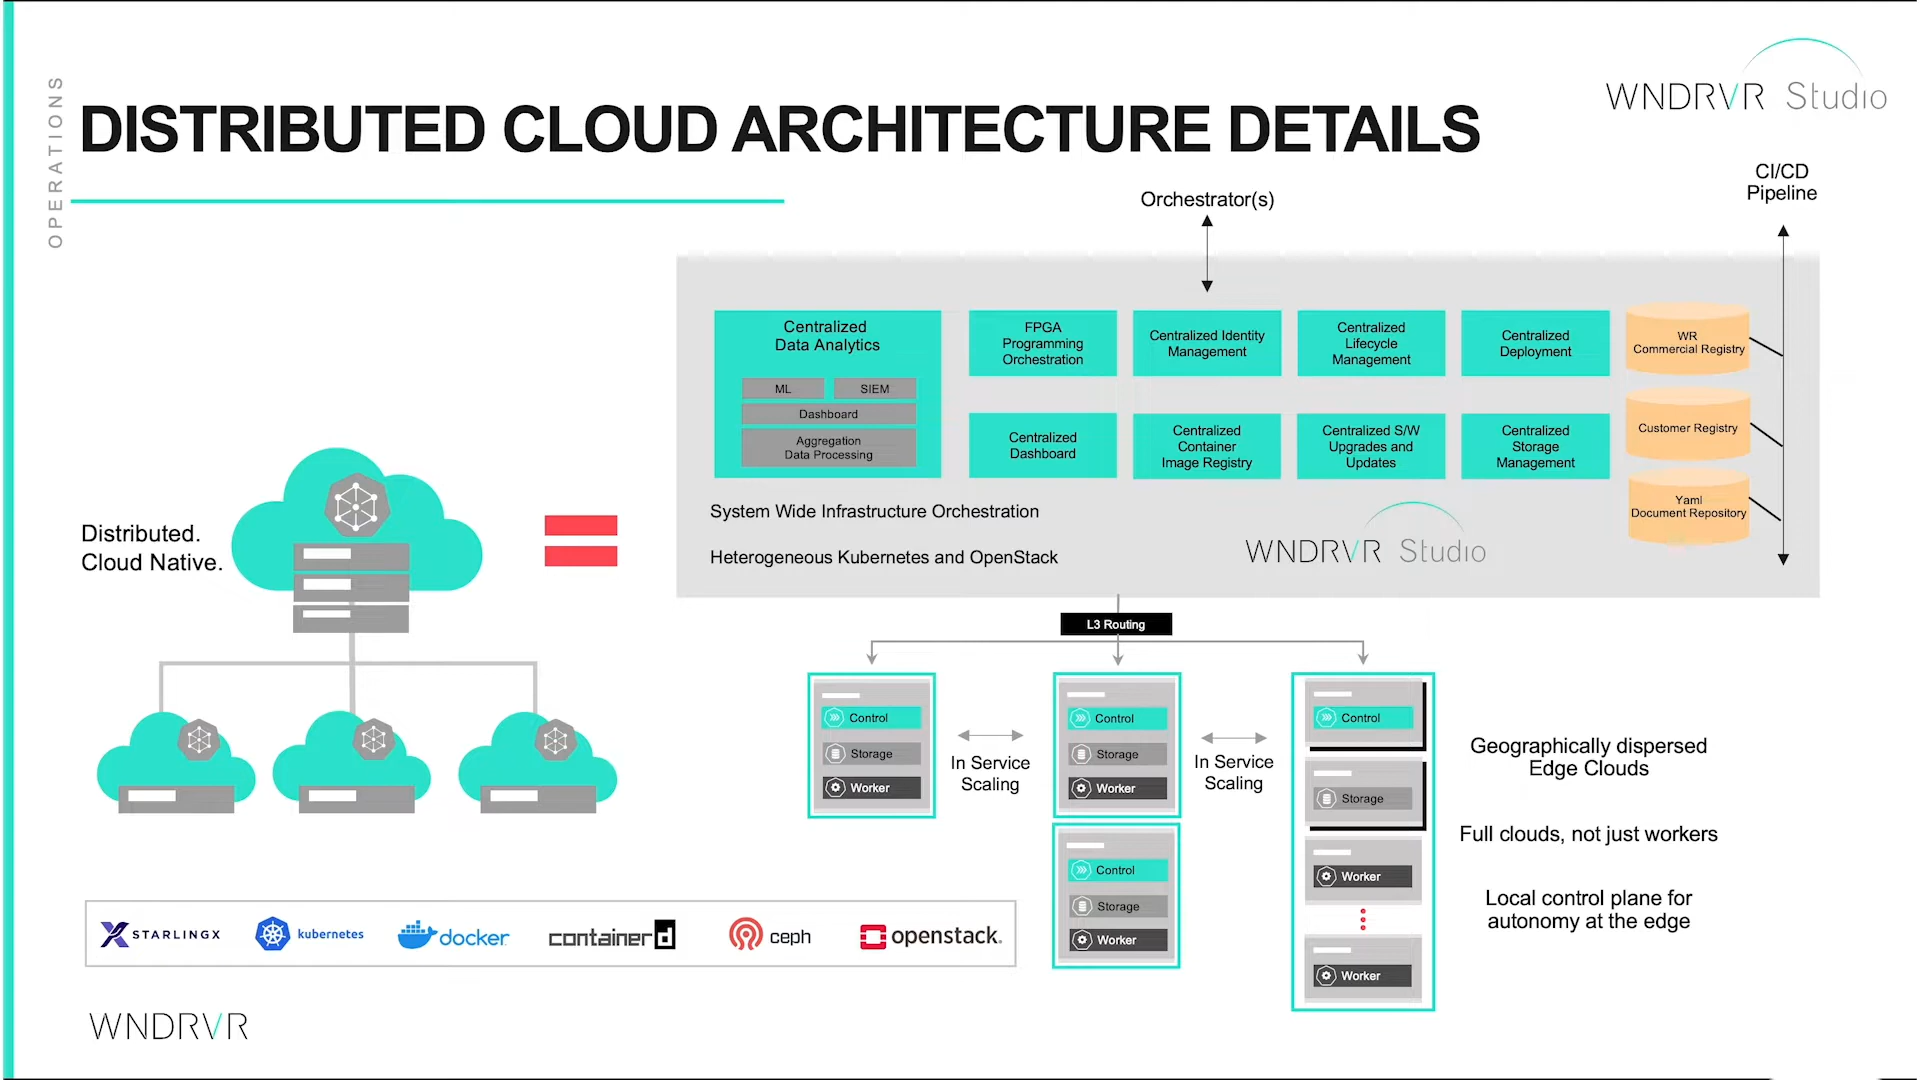 OPERATIONS
DISTRIBUTED CLOUD ARCHITECTURE DETAILS
WNDRVR Studio
CI/CD
Pipeline
Orchestrator(s)
Centralized
Data Analytics
ML
SIEM
Dashboard
Aggregation
Data Processing
FPGA
Programming
Orchestration
Centralized Identity
Management
Centralized
Lifecycle
Management
Centralized
Deployment
WR
Commercial Registry
Centralized
Dashboard
Centralized
Container
Image Registry
Centralized S/W
Upgrades and
Updates
Centralized
Storage
Management
Customer Registry
Yaml
Document Repository
System Wide Infrastructure Orchestration
Heterogeneous Kubernetes and OpenStack
WNDRVR Studio
Distributed.
Cloud Native.
L3 Routing
Control
Storage
Worker
In Service
Scaling
Control
Storage
Worker
Control
Storage
Worker
In Service
Scaling
Control
Storage
Worker
Worker
Geographically dispersed
Edge Clouds
Full clouds, not just workers
Local control plane for
autonomy at the edge
STARLINGX
kubernetes
docker
containerd
ceph
openstack.
WNDRVR